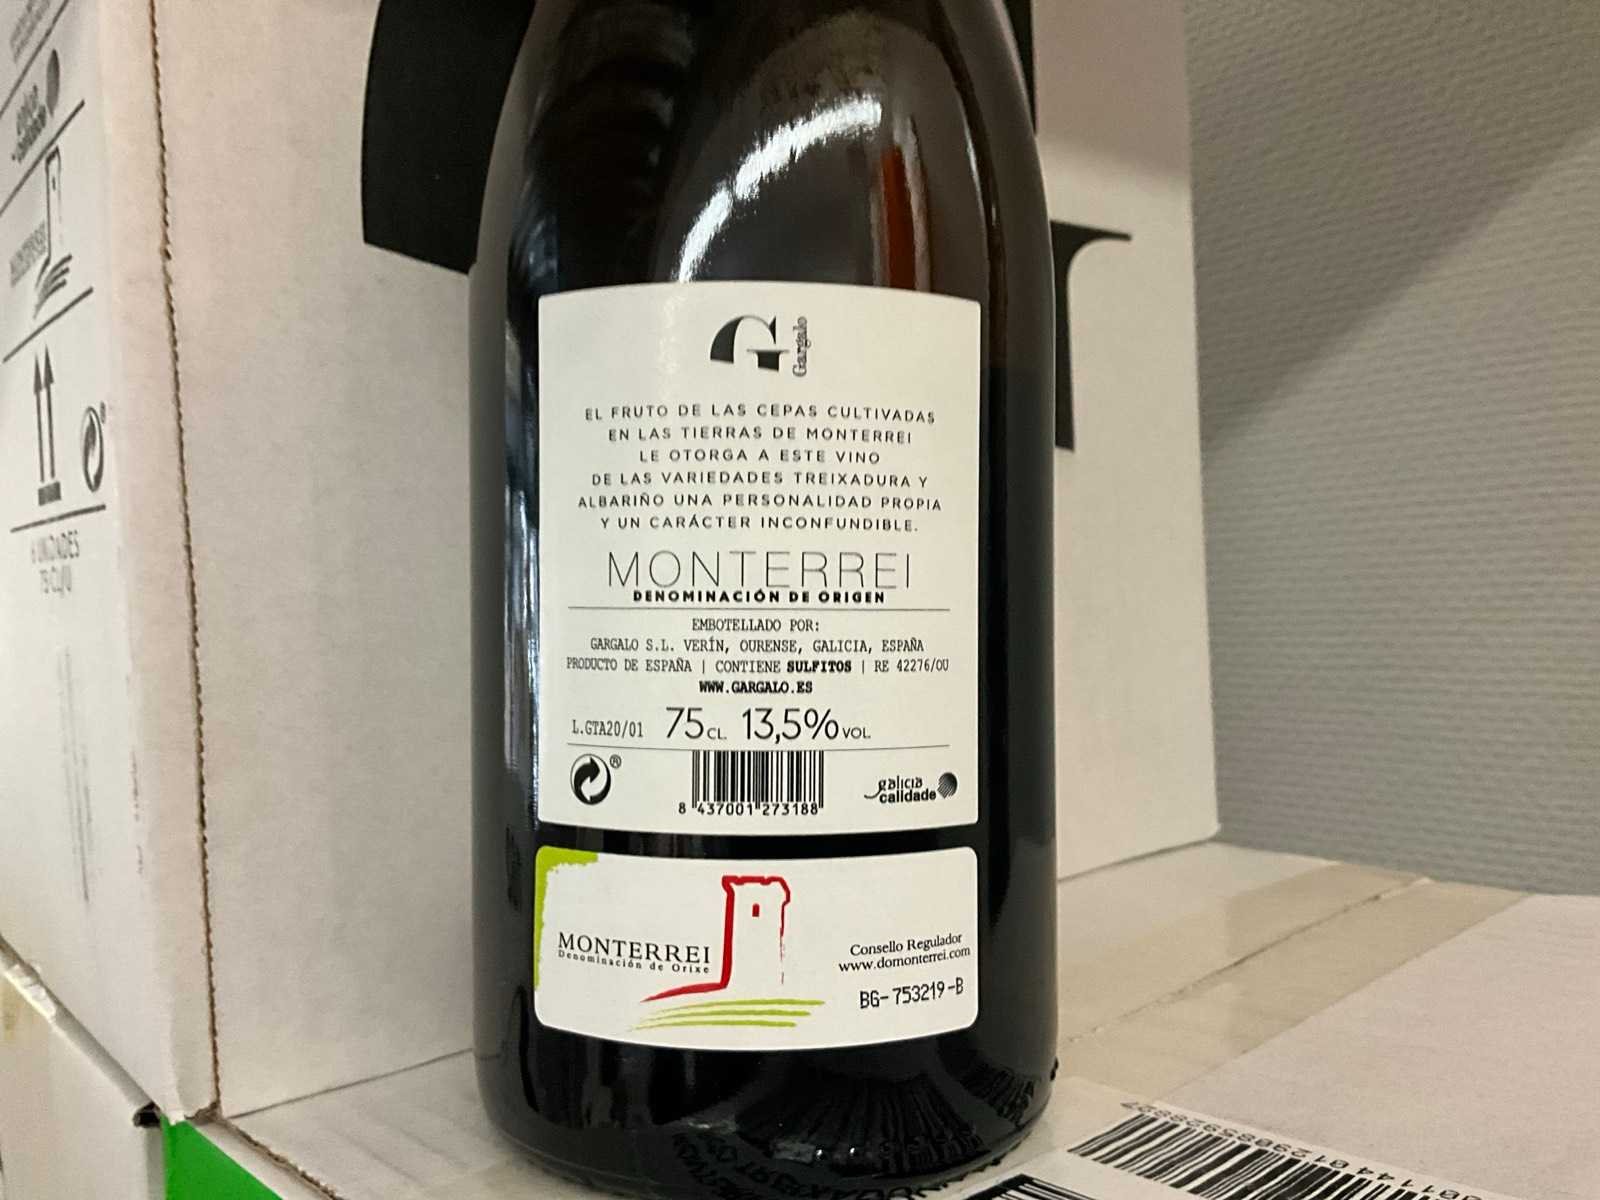 Gargalo
EL FRUTO DE LAS CEPAS CULTIVADAS
EN LAS TIERRAS DE MONTERREI
LE OTORGA A ESTE VINO
DE LAS VARIEDADES TREIXADURA Y
ALBARIÑO UNA PERSONALIDAD PROPIA
Y UN CARÁCTER INCONFUNDIBLE.
MONTERREI
DENOMINACIÓN DE ORIGEN
EMBOTELLADO POR:
GARGALO S.L. VERÍN, OURENSE, GALICIA, ESPAÑA
PRODUCTO DE ESPAÑA | CONTIENE SULFITOS | RE 42276/OU
WWW.GARGALO.ES
L.GTA20/01 75CL. 13,5%VOL.
8 437001 273188
galicia
calidade
MONTERREI
Denominación de Orixe
Consello Regulador
www.domonterrei.com
BG-753219-B
6 UNIDADES
75 CL/U